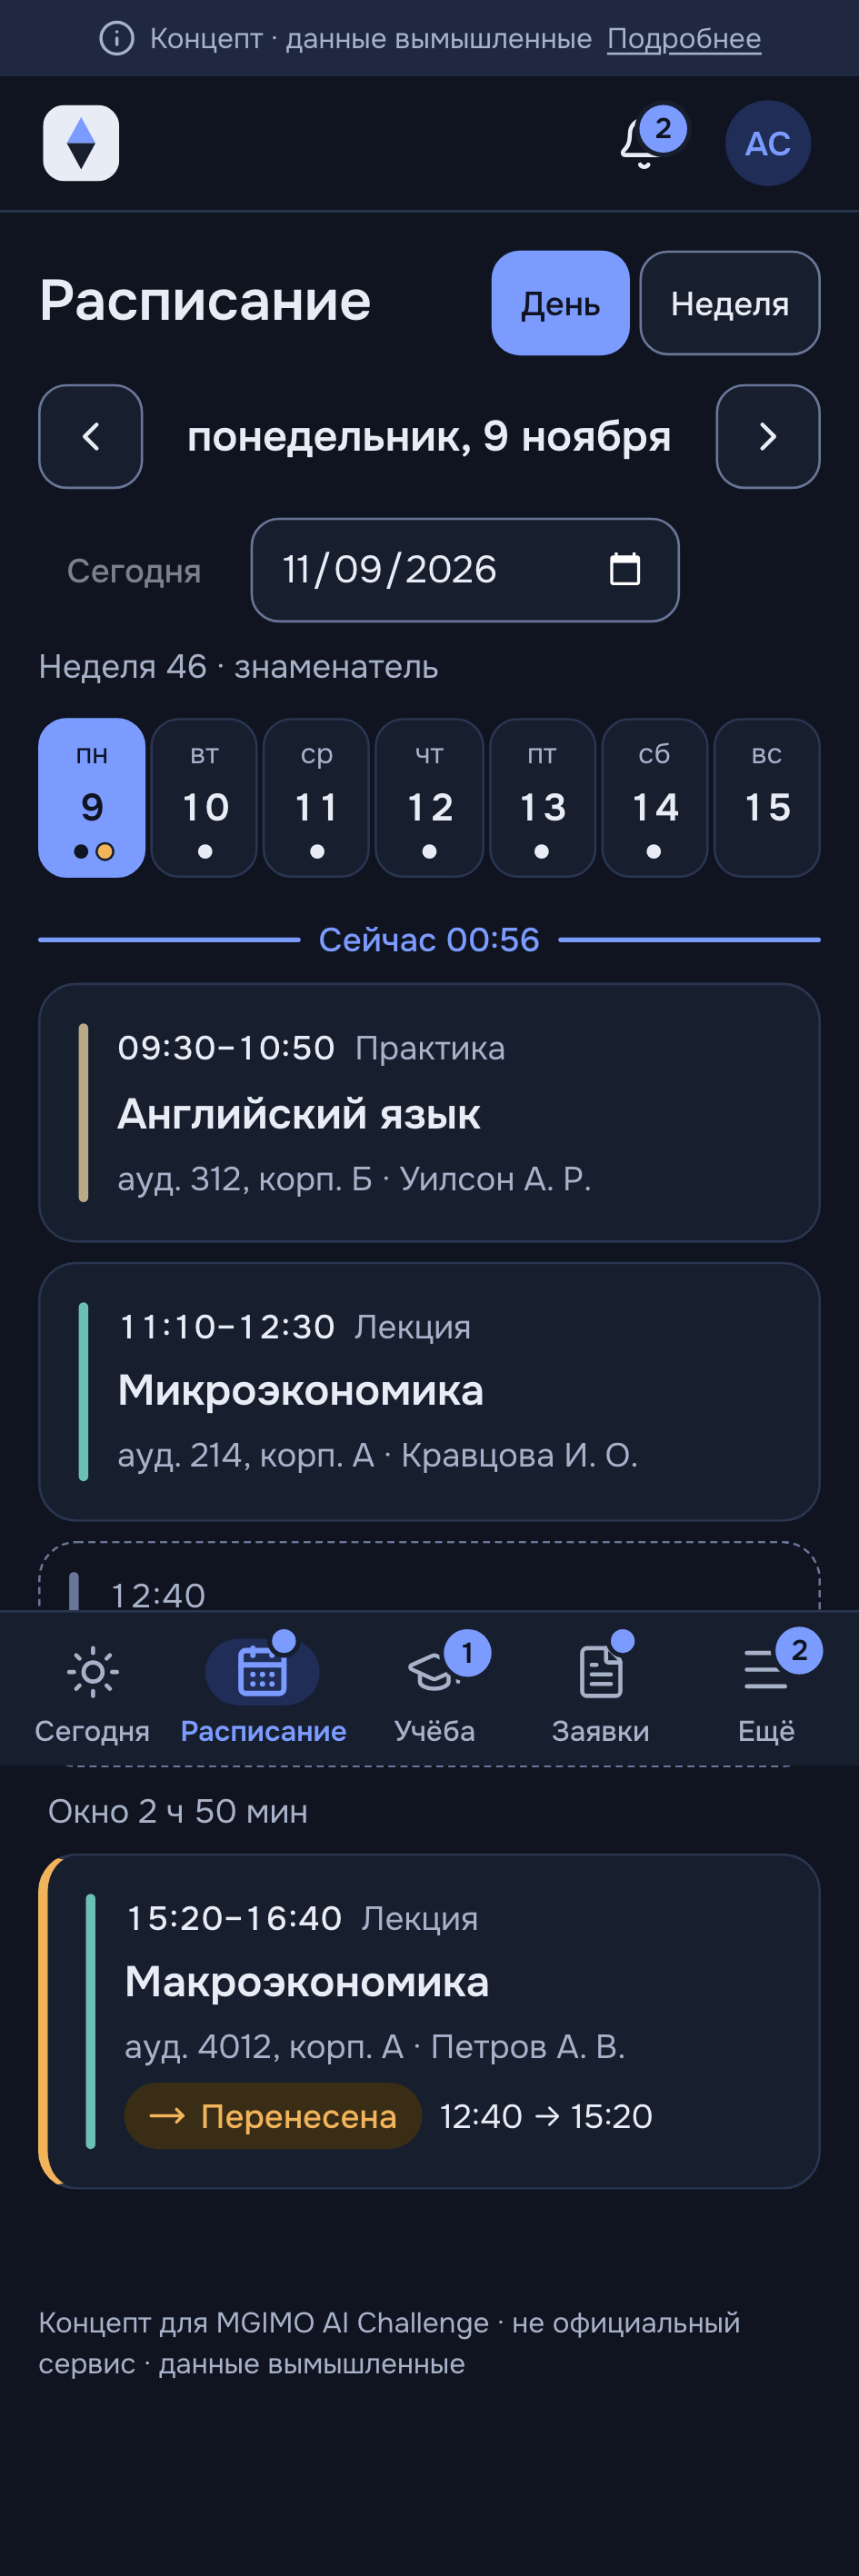 Концепт · данные вымышленные Подробнее
2
АС
Расписание
День
Неделя
понедельник, 9 ноября
Сегодня
11/09/2026
Неделя 46 · знаменатель
пн вт ср чт пт сб вс
9 10 11 12 13 14 15
Сейчас 00:56
09:30–10:50 Практика
Английский язык
ауд. 312, корп. Б · Уилсон А. Р.
11:10–12:30 Лекция
Микроэкономика
ауд. 214, корп. А · Кравцова И. О.
12:40
1
2
Сегодня Расписание Учёба Заявки Ещё
Окно 2 ч 50 мин
15:20–16:40 Лекция
Макроэкономика
ауд. 4012, корп. А · Петров А. В.
→ Перенесена 12:40 → 15:20
Концепт для MGIMO AI Challenge · не официальный
сервис · данные вымышленные